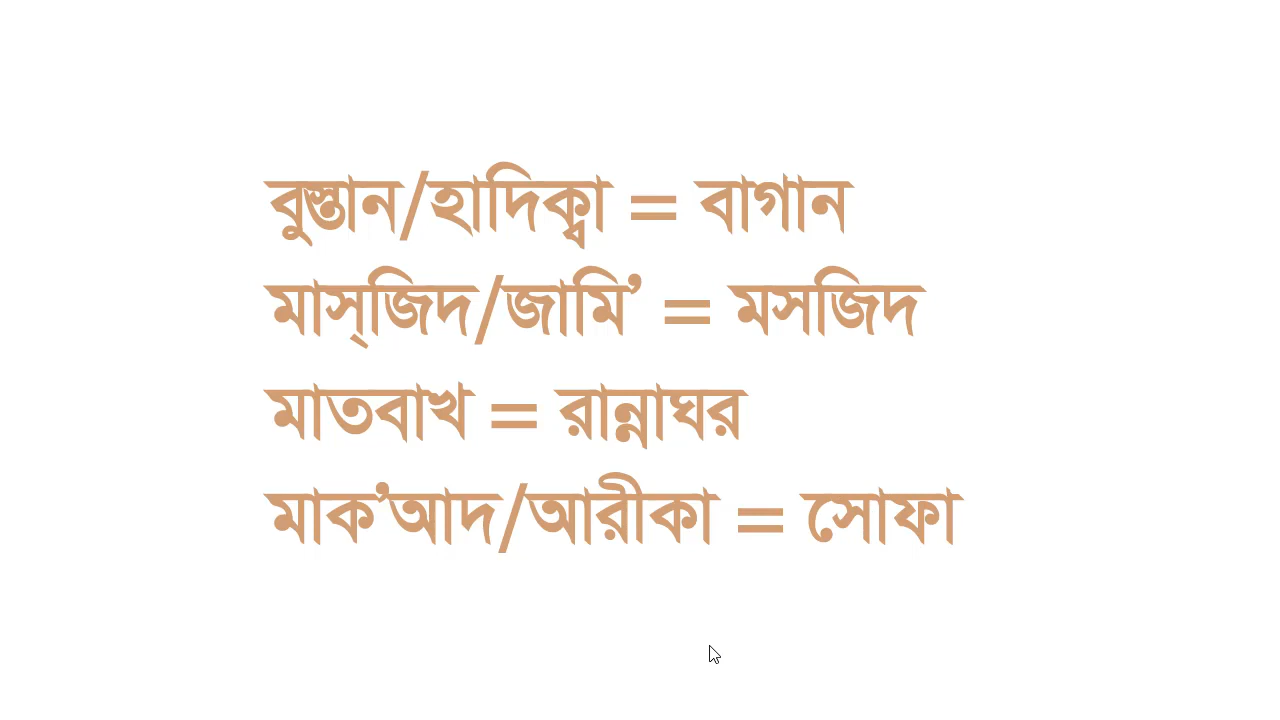 বুস্তান/হাদিক্বা = বাগান
মাস্জিদ/জামি’ = মসজিদ
মাতবাখ = রান্নাঘর
মাক’আদ/আরীকা = সোফা